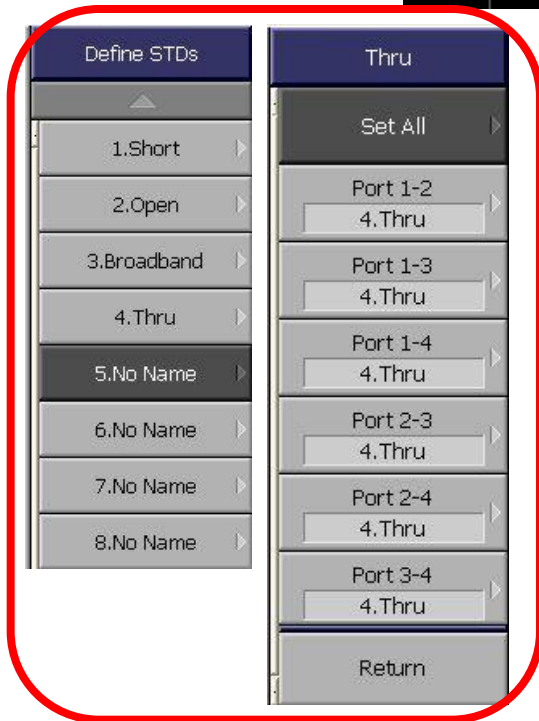 Define STDs
1.Short
2.Open
3.Broadband
4.Thru
5.No Name
6.No Name
7.No Name
8.No Name
Thru
Set All
Port 1-2
4.Thru
Port 1-3
4.Thru
Port 1-4
4.Thru
Port 2-3
4.Thru
Port 2-4
4.Thru
Port 3-4
4.Thru
Return